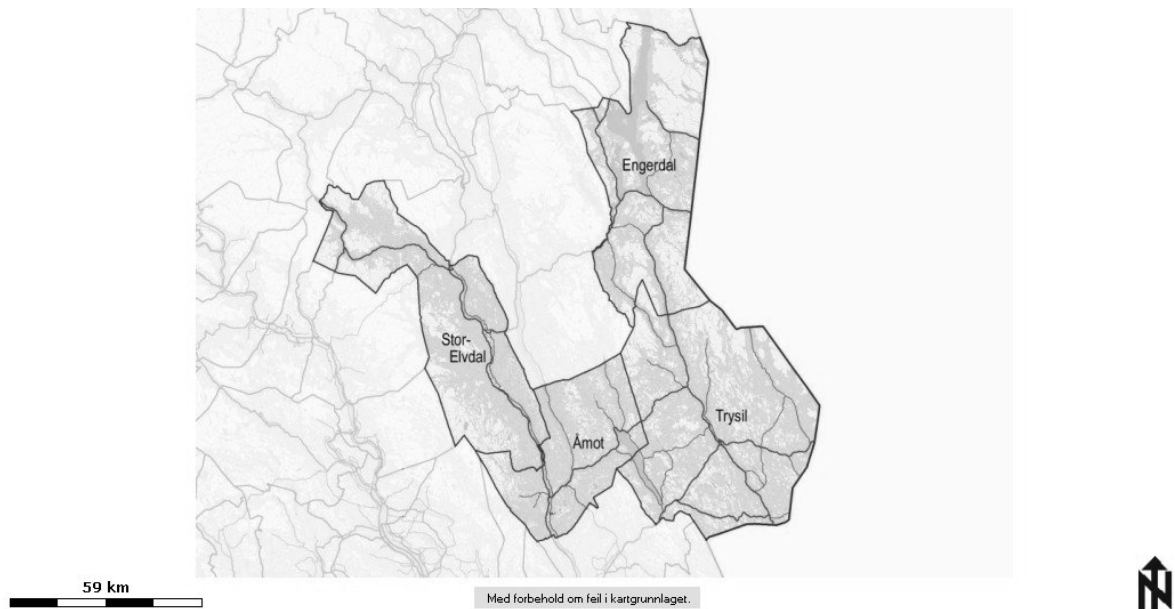 Engerdal
Stor-
Elvdal
Trysil
Åmot
59 km
Med forbehold om feil i kartgrunnlaget.
N